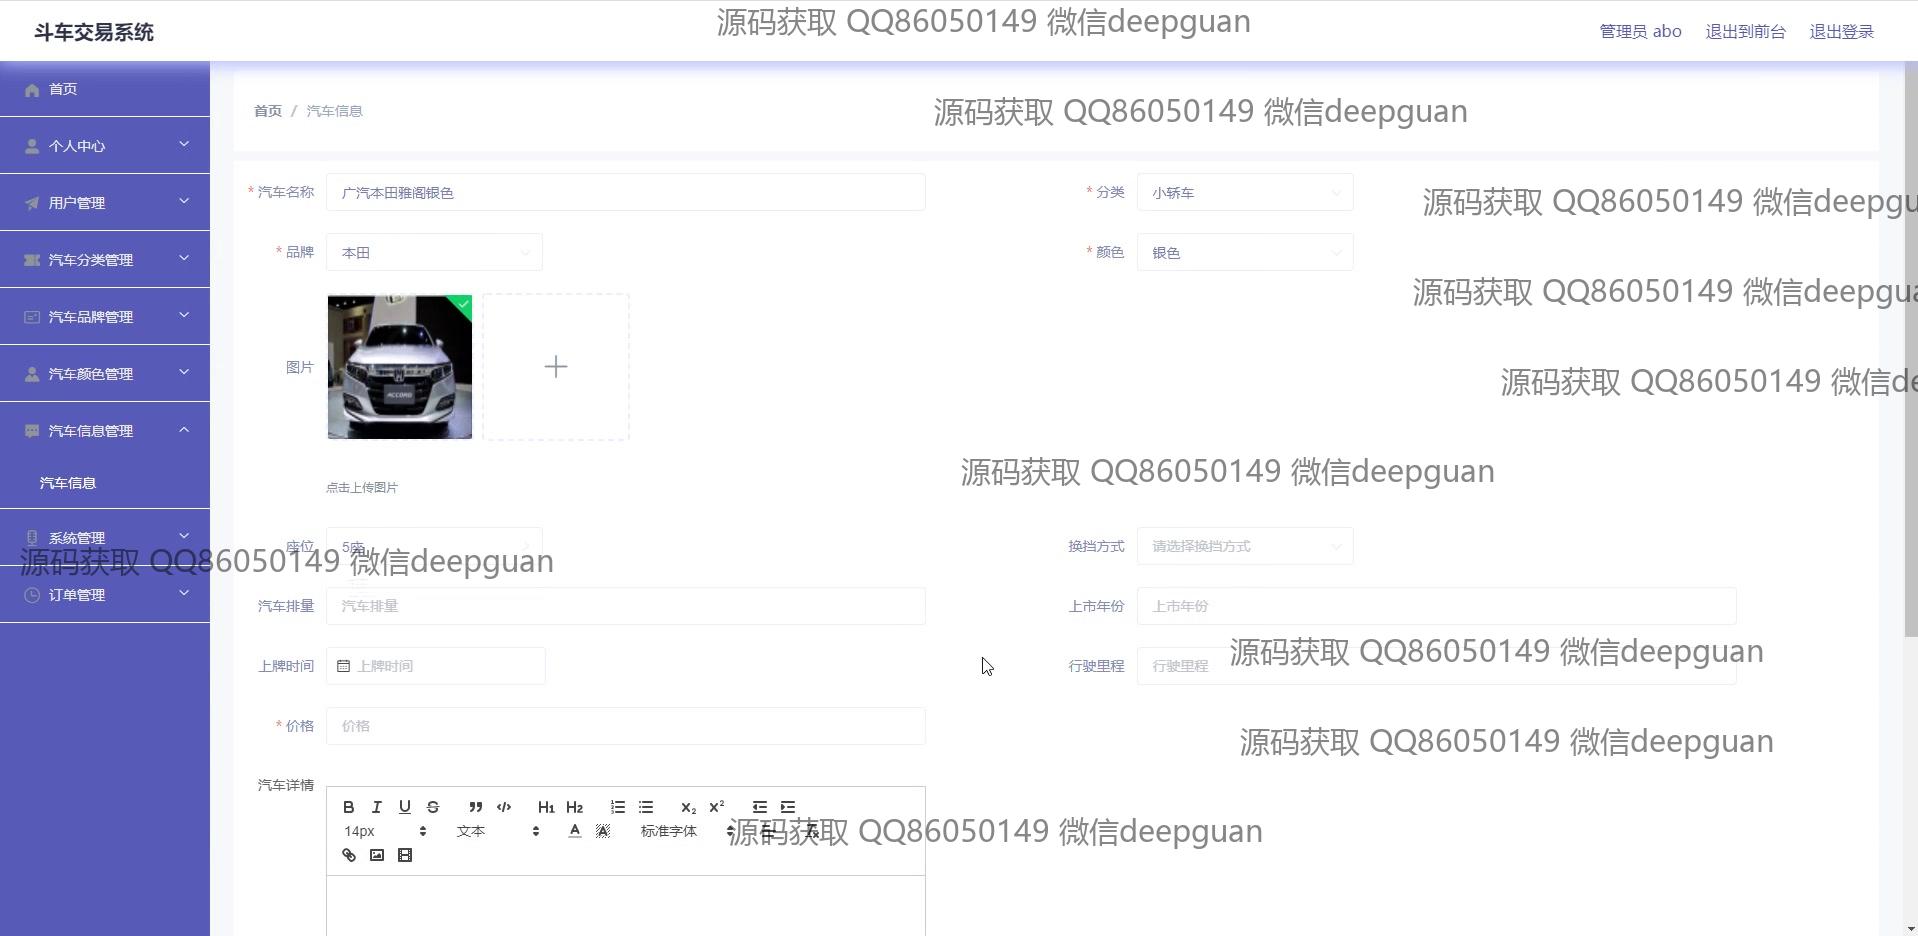 斗车交易系统
源码获取 QQ86050149 微信deepguan
管理员 abo 退出到前台 退出登录
首页
个人中心
用户管理
汽车分类管理
汽车品牌管理
汽车颜色管理
汽车信息管理
汽车信息
系统管理
订单管理
首页 / 汽车信息
源码获取 QQ86050149 微信deepguan
* 汽车名称 广汽本田雅阁银色
* 分类 小轿车
源码获取 QQ86050149 微信deepgu
* 品牌 本田
* 颜色 银色
源码获取 QQ86050149 微信deepgua
图片
ACCORD
源码获取 QQ86050149 微信de
源码获取 QQ86050149 微信deepguan
点击上传图片
座位 5座
换挡方式 请选择换挡方式
源码获取 QQ86050149 微信deepguan
汽车排量 汽车排量
上市年份 上市年份
源码获取 QQ86050149 微信deepguan
上牌时间 上牌时间
行驶里程 行驶里程
* 价格 价格
源码获取 QQ86050149 微信deepguan
汽车详情
B I U S H1 H2 X2 X2
14px 文本 A A 标准字体
源码获取 QQ86050149 微信deepguan